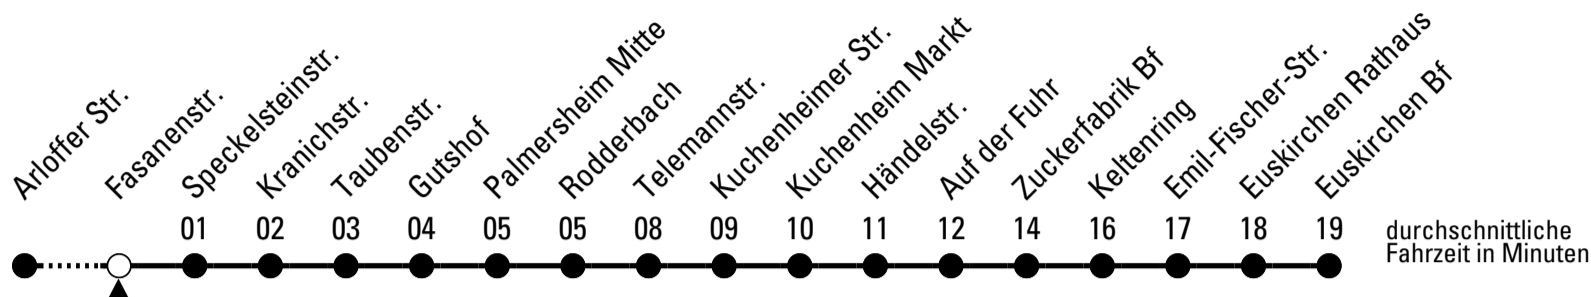 Arloffer Str.
Fasanenstr.
Speckelsteinstr.
Kranichstr.
Taubenstr.
Gutshof
Palmersheim Mitte
Rodderbach
Telemannstr.
Kuchenheimer Str.
Kuchenheim Markt
Händelstr.
Auf der Fuhr
Zuckerfabrik Bf
Keltenring
Emil-Fischer-Str.
Euskirchen Rathaus
Euskirchen Bf
01 02 03 04 05 05 08 09 10 11 12 14 16 17 18 19
durchschnittliche
Fahrzeit in Minuten